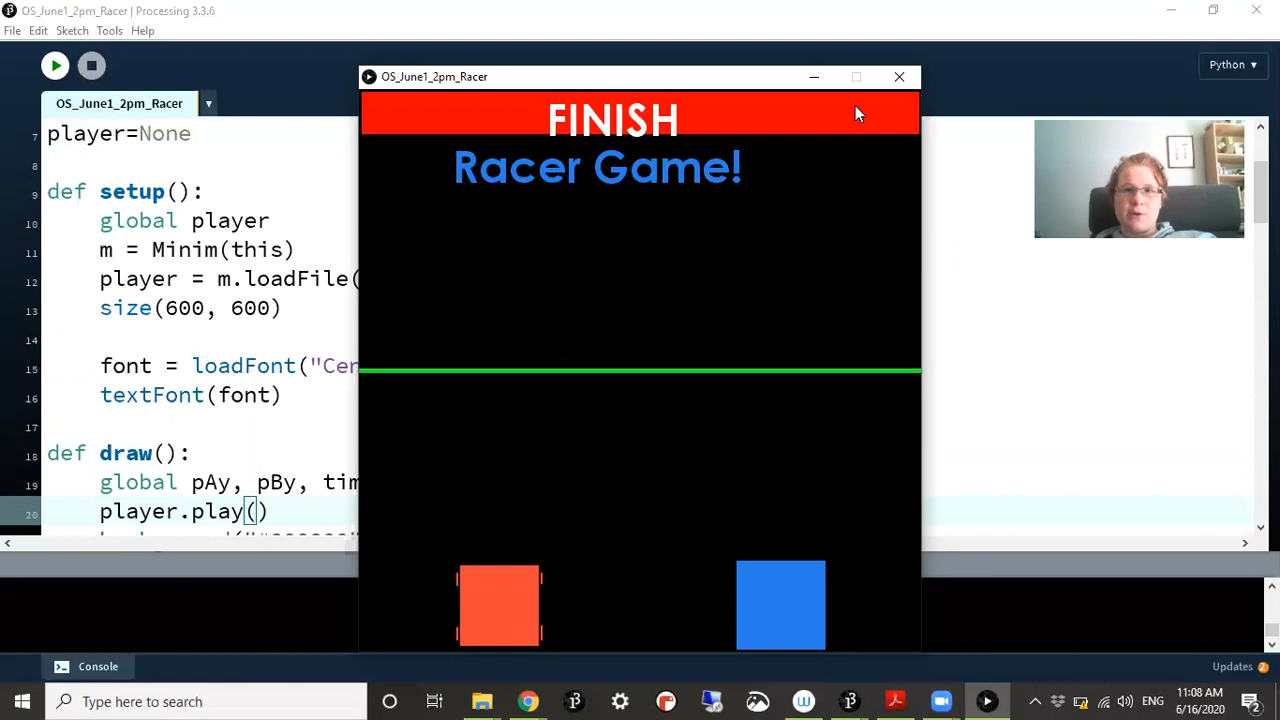 OS_June1_2pm_Racer | Processing 3.3.6
File Edit Sketch Tools Help
Python
OS_June1_2pm_Racer
OS_June1_2pm_Racer
7 player=None
8
9 def setup():
10 global player
11 m = Minim(this)
12 player = m.loadFile(
13 size(600, 600)
14
15 font = loadFont("Cer
16 textFont(font)
17
18 def draw():
19 global pAy, pBy, tim
20 player.play()
FINISH
Racer Game!
Console
Updates 2
Type here to search
ENG
11:08 AM
6/16/2020
2